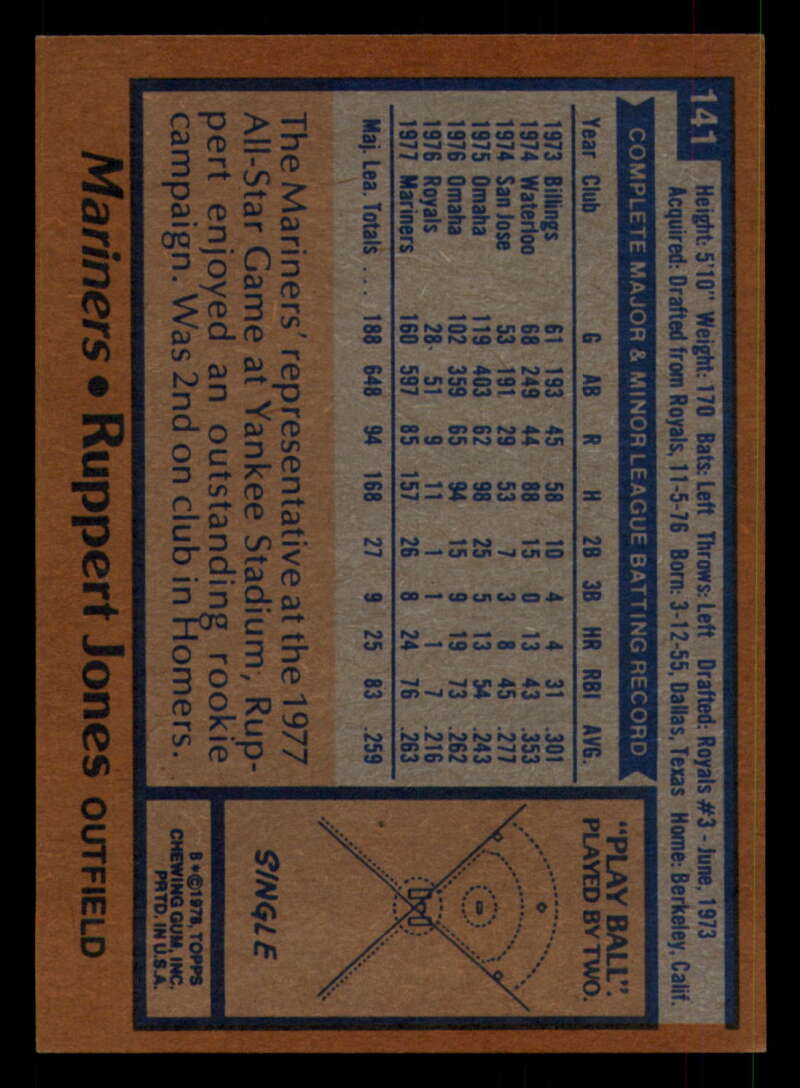 141
Height: 5'10" Weight: 170 Bats: Left Throws: Left Drafted: Royals #3 - June, 1973
Acquired: Drafted from Royals, 11-5-76 Born: 3-12-55, Dallas, Texas Home: Berkeley, Calif.
COMPLETE MAJOR & MINOR LEAGUE BATTING RECORD
Year Club G AB R H 2B 3B HR RBI AVG.
1973 Billings 61 193 45 58 10 4 4 31 .301
1974 Waterloo 68 249 44 88 15 0 13 43 .353
1974 San Jose 53 191 29 53 7 3 8 45 .277
1975 Omaha 119 403 62 98 25 5 13 54 .243
1976 Omaha 102 359 65 94 15 9 19 73 .262
1976 Royals 28 51 9 11 1 1 1 7 .216
1977 Mariners 160 597 85 157 26 8 24 76 .263
Maj. Lea. Totals .... 188 648 94 168 27 9 25 83 .259
The Mariners' representative at the 1977
All-Star Game at Yankee Stadium, Rup-
pert enjoyed an outstanding rookie
campaign. Was 2nd on club in Homers.
"PLAY BALL".
PLAYED BY TWO.
SINGLE
B*©1978, TOPPS
CHEWING GUM, INC.
PRTD. IN U.S.A.
Mariners • Ruppert Jones OUTFIELD